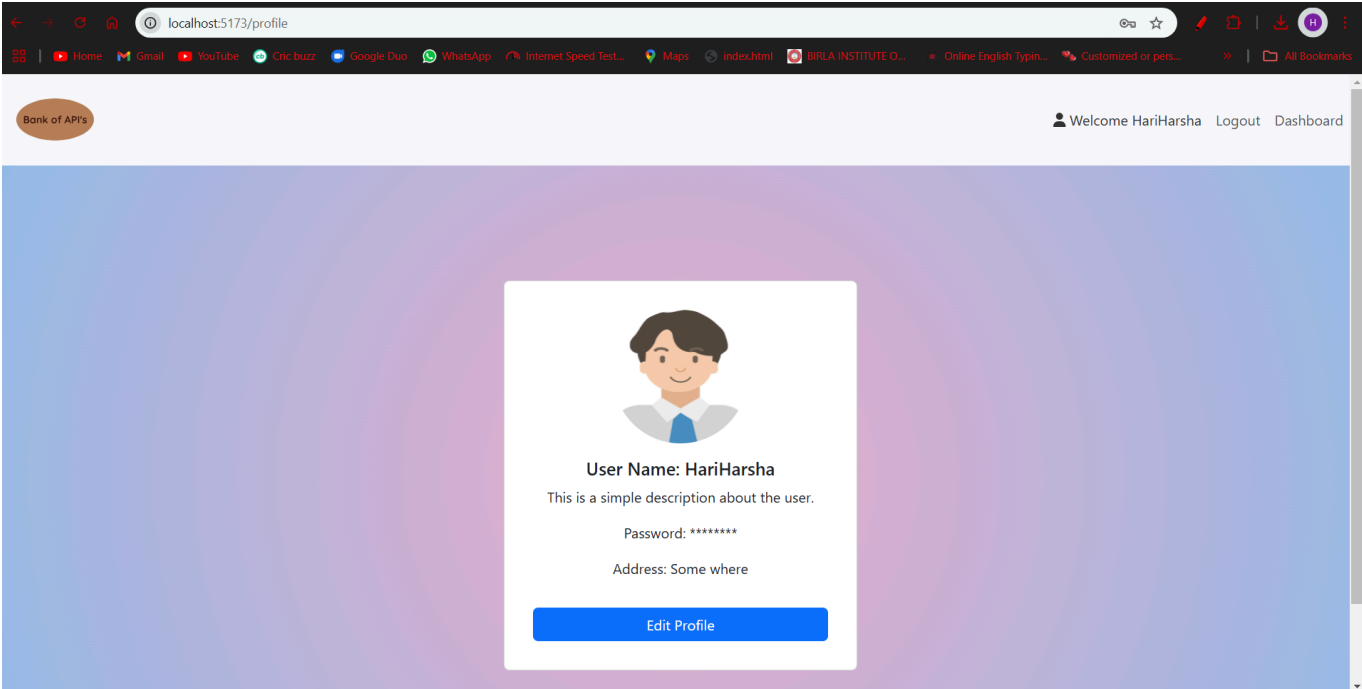 localhost:5173/profile
H
Home Gmail YouTube Cric buzz Google Duo WhatsApp Internet Speed Test... Maps index.html BIRLA INSTITUTE O... Online English Typin... Customized or pers... » All Bookmarks
Bank of API's
Welcome HariHarsha Logout Dashboard
User Name: HariHarsha
This is a simple description about the user.
Password: ********
Address: Some where
Edit Profile